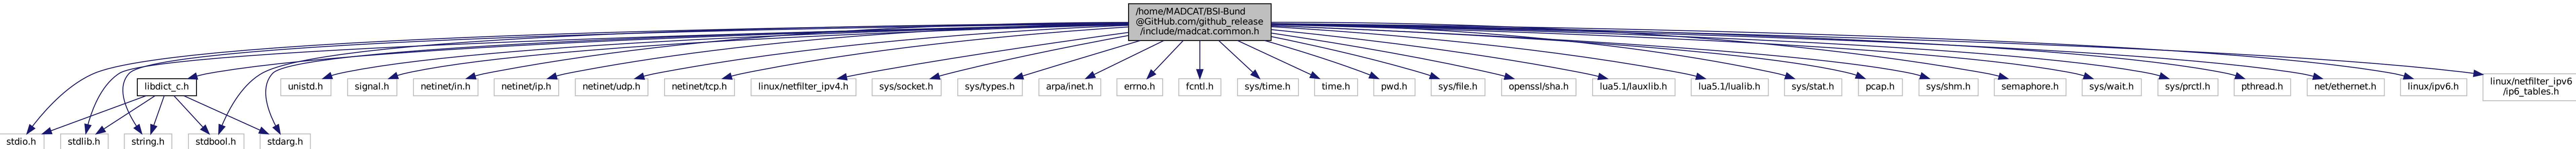 /home/MADCAT/BSI-Bund
@GitHub.com/github_release
/include/madcat.common.h
libdict_c.h
unistd.h
signal.h
netinet/in.h
netinet/ip.h
netinet/udp.h
netinet/tcp.h
linux/netfilter_ipv4.h
sys/socket.h
sys/types.h
arpa/inet.h
errno.h
fcntl.h
sys/time.h
time.h
pwd.h
sys/file.h
openssl/sha.h
lua5.1/lauxlib.h
lua5.1/lualib.h
sys/stat.h
pcap.h
sys/shm.h
semaphore.h
sys/wait.h
sys/prctl.h
pthread.h
net/ethernet.h
linux/ipv6.h
linux/netfilter_ipv6
/ip6_tables.h
stdio.h
stdlib.h
string.h
stdbool.h
stdarg.h